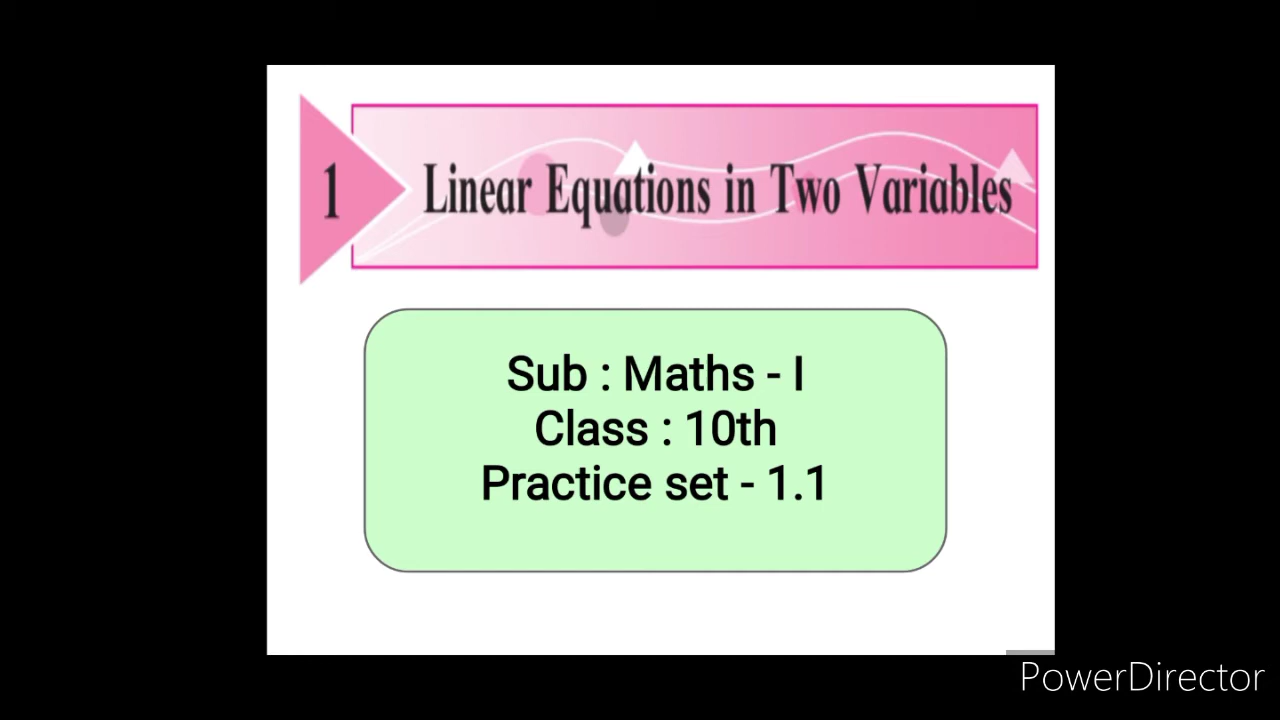 1
Linear Equations in Two Variables
Sub : Maths - I
Class : 10th
Practice set - 1.1
PowerDirector